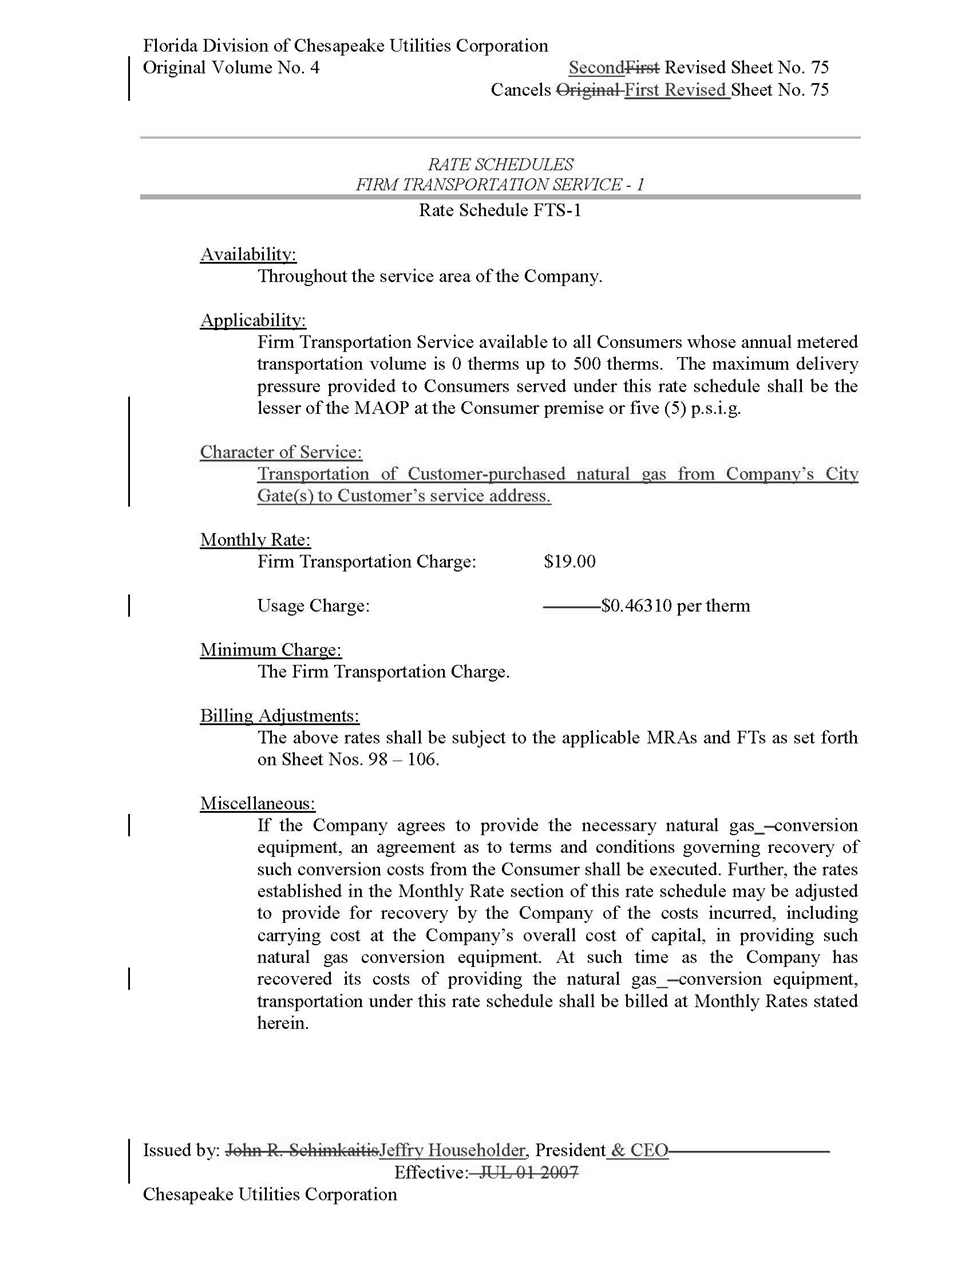 Florida Division of Chesapeake Utilities Corporation
Original Volume No. 4 SecondFirst Revised Sheet No. 75
Cancels Original First Revised Sheet No. 75
RATE SCHEDULES
FIRM TRANSPORTATION SERVICE - 1
Rate Schedule FTS-1
Availability:
Throughout the service area of the Company.
Applicability:
Firm Transportation Service available to all Consumers whose annual metered
transportation volume is 0 therms up to 500 therms. The maximum delivery
pressure provided to Consumers served under this rate schedule shall be the
lesser of the MAOP at the Consumer premise or five (5) p.s.i.g.
Character of Service:
Transportation of Customer-purchased natural gas from Company's City
Gate(s) to Customer's service address.
Monthly Rate:
Firm Transportation Charge: $19.00
Usage Charge: $0.46310 per therm
Minimum Charge:
The Firm Transportation Charge.
Billing Adjustments:
The above rates shall be subject to the applicable MRAs and FTs as set forth
on Sheet Nos. 98 – 106.
Miscellaneous:
If the Company agrees to provide the necessary natural gas –conversion
equipment, an agreement as to terms and conditions governing recovery of
such conversion costs from the Consumer shall be executed. Further, the rates
established in the Monthly Rate section of this rate schedule may be adjusted
to provide for recovery by the Company of the costs incurred, including
carrying cost at the Company's overall cost of capital, in providing such
natural gas conversion equipment. At such time as the Company has
recovered its costs of providing the natural gas –conversion equipment,
transportation under this rate schedule shall be billed at Monthly Rates stated
herein.
Issued by: John R. SchimkaitisJeffry Householder, President & CEO
Effective: JUL 01 2007
Chesapeake Utilities Corporation